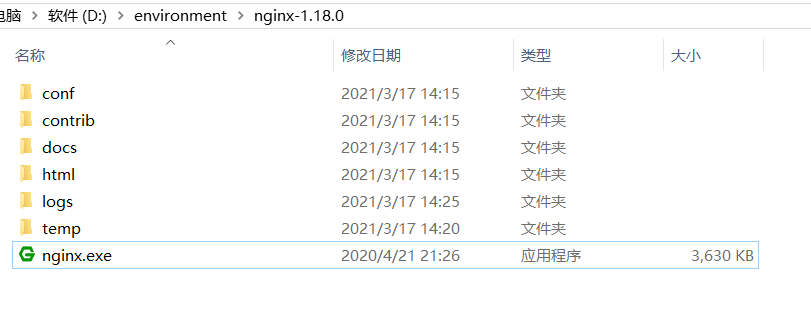 电脑 > 软件 (D:) > environment > nginx-1.18.0
名称 修改日期 类型 大小
conf 2021/3/17 14:15 文件夹
contrib 2021/3/17 14:15 文件夹
docs 2021/3/17 14:15 文件夹
html 2021/3/17 14:15 文件夹
logs 2021/3/17 14:25 文件夹
temp 2021/3/17 14:20 文件夹
nginx.exe 2020/4/21 21:26 应用程序 3,630 KB